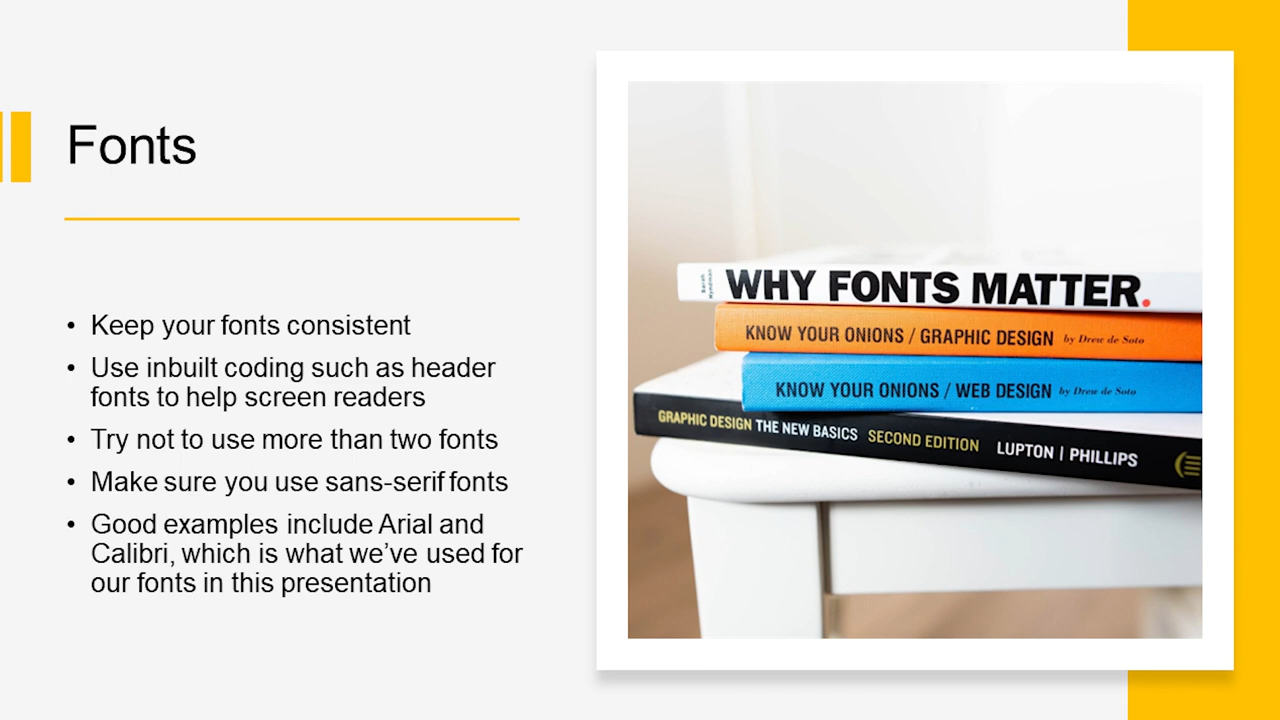 Fonts
• Keep your fonts consistent
• Use inbuilt coding such as header
fonts to help screen readers
• Try not to use more than two fonts
• Make sure you use sans-serif fonts
• Good examples include Arial and
Calibri, which is what we’ve used for
our fonts in this presentation
Sarah
Hyndman
WHY FONTS MATTER.
KNOW YOUR ONIONS / GRAPHIC DESIGN by Drew de Soto
KNOW YOUR ONIONS / WEB DESIGN by Drew de Soto
GRAPHIC DESIGN THE NEW BASICS SECOND EDITION LUPTON | PHILLIPS